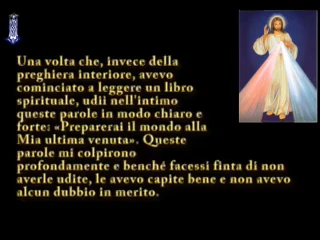 Una volta che, invece della
preghiera interiore, avevo
cominciato a leggere un libro
spirituale, udii nell'intimo
queste parole in modo chiaro e
forte: «Preparerai il mondo alla
Mia ultima venuta». Queste
parole mi colpirono
profondamente e benché facessi finta di non
averle udite, le avevo capite bene e non avevo
alcun dubbio in merito.